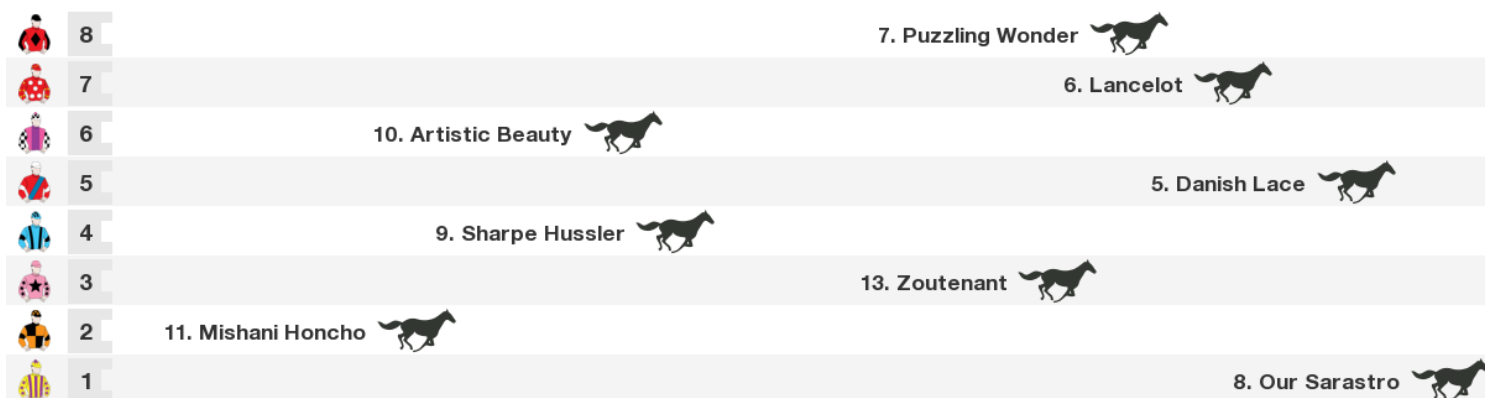 8 7. Puzzling Wonder
7 6. Lancelot
6 10. Artistic Beauty
5 5. Danish Lace
4 9. Sharpe Hussler
3 13. Zoutenant
2 11. Mishani Honcho
1 8. Our Sarastro